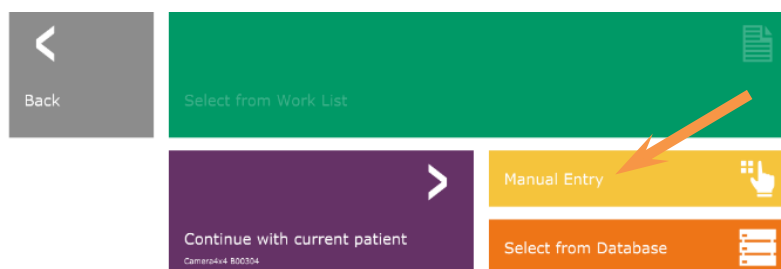 Back
Select from Work List
Manual Entry
Continue with current patient
Camera4x4 B00304
Select from Database